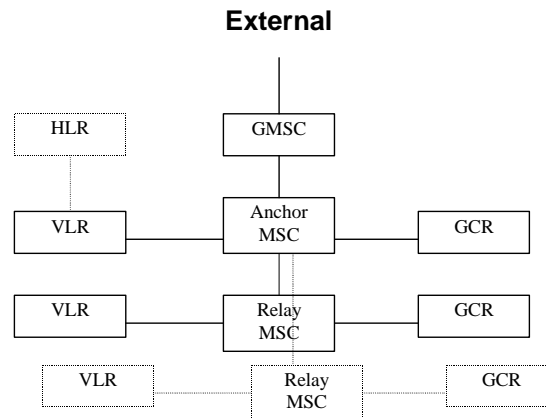 External
HLR
GMSC
VLR
Anchor
MSC
GCR
VLR
Relay
MSC
GCR
VLR
Relay
MSC
GCR